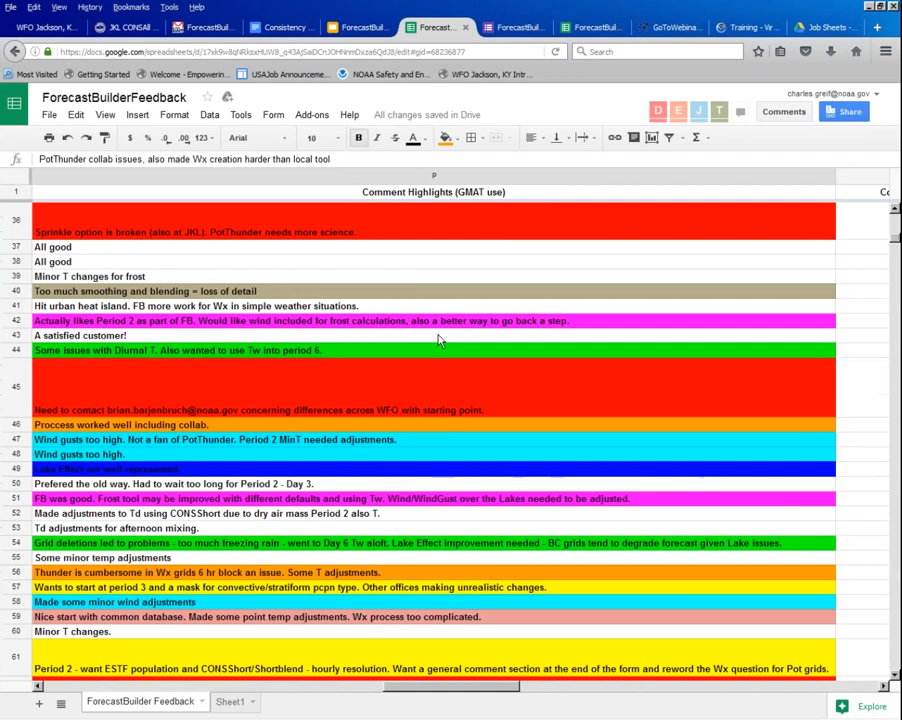 File Edit View History Bookmarks Tools Help
WFO Jackson, K... JKL CONSAll ForecastBuil... Consistency ... ForecastBuil... Forecast... ForecastBuil... ForecastBuil... GoToWebina... Training - Vir... Job Sheets -...
https://docs.google.com/spreadsheets/d/17xk9w8qNRksxHUW8_q43AjSaiDCnJOHNnmDxza6QdJ8/edit#gid=68236877 Search
Most Visited Getting Started Welcome - Empowerin... USAJob Announceme... NOAA Safety and En... WFO Jackson, KY Intr...
ForecastBuilderFeedback charles.greif@noaa.gov
File Edit View Insert Format Data Tools Form Add-ons Help All changes saved in Drive D E J T Comments Share
$ % .0 .00 123 Arial 10 B I S A
fx PotThunder collab issues, also made Wx creation harder than local tool
P
1 Comment Highlights (GMAT use) Co
36 Sprinkle option is broken (also at JKL). PotThunder needs more science.
37 All good
38 All good
39 Minor T changes for frost
40 Too much smoothing and blending = loss of detail
41 Hit urban heat island. FB more work for Wx in simple weather situations.
42 Actually likes Period 2 as part of FB. Would like wind included for frost calculations, also a better way to go back a step.
43 A satisfied customer!
44 Some issues with Diurnal T. Also wanted to use Tw into period 6.
45 Need to contact brian.barjenbruch@noaa.gov concerning differences across WFO with starting point.
46 Proccess worked well including collab.
47 Wind gusts too high. Not a fan of PotThunder. Period 2 MinT needed adjustments.
48 Wind gusts too high.
49 Lake Effect not well represented.
50 Prefered the old way. Had to wait too long for Period 2 - Day 3.
51 FB was good. Frost tool may be improved with different defaults and using Tw. Wind/WindGust over the Lakes needed to be adjusted.
52 Made adjustments to Td using CONSShort due to dry air mass Period 2 also T.
53 Td adjustments for afternoon mixing.
54 Grid deletions led to problems - too much freezing rain - went to Day 6 Tw aloft. Lake Effect improvement needed - BC grids tend to degrade forecast given Lake issues.
55 Some minor temp adjustments
56 Thunder is cumbersome in Wx grids 6 hr block an issue. Some T adjustments.
57 Wants to start at period 3 and a mask for convective/stratiform pcpn type. Other offices making unrealistic changes.
58 Made some minor wind adjustments
59 Nice start with common database. Made some point temp adjustments. Wx process too complicated.
60 Minor T changes.
61 Period 2 - want ESTF population and CONSShort/Shortblend - hourly resolution. Want a general comment section at the end of the form and reword the Wx question for Pot grids.
ForecastBuilder Feedback Sheet1 Explore